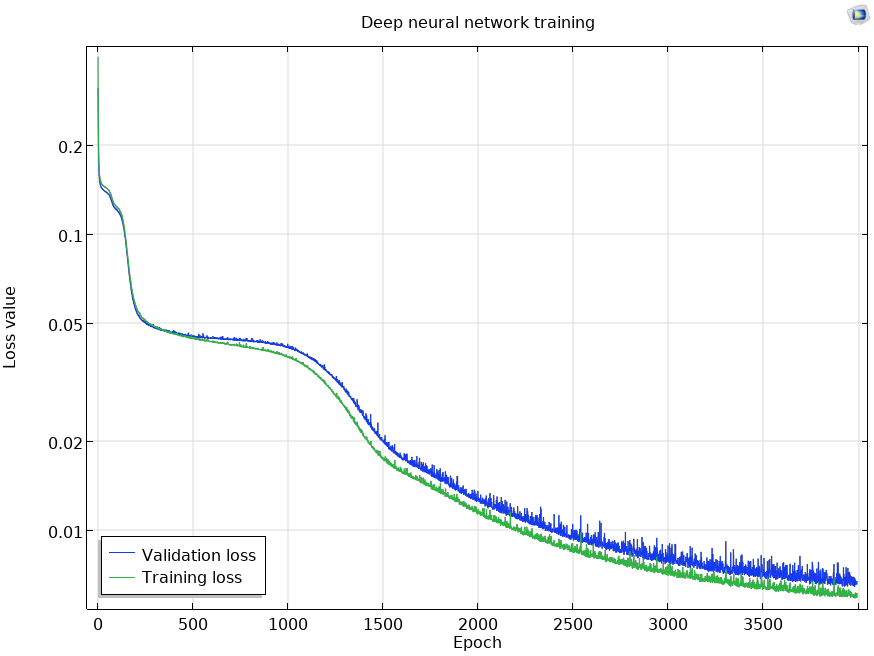 Deep neural network training
Loss value
0.2
0.1
0.05
0.02
0.01
Validation loss
Training loss
0 500 1000 1500 2000 2500 3000 3500
Epoch